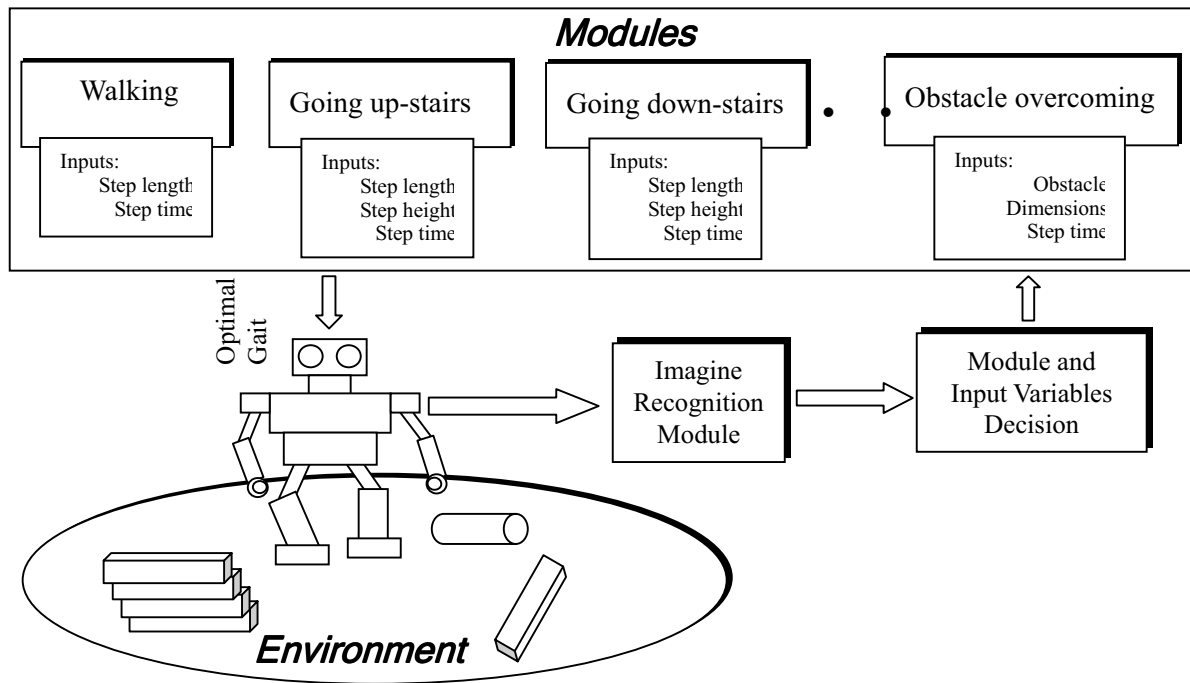 Modules
Walking
Inputs:
Step length
Step time
Going up-stairs
Inputs:
Step length
Step height
Step time
Going down-stairs
Inputs:
Step length
Step height
Step time
• •
Obstacle overcoming
Inputs:
Obstacle
Dimensions
Step time
Optimal
Gait
Imagine
Recognition
Module
Module and
Input Variables
Decision
Environment